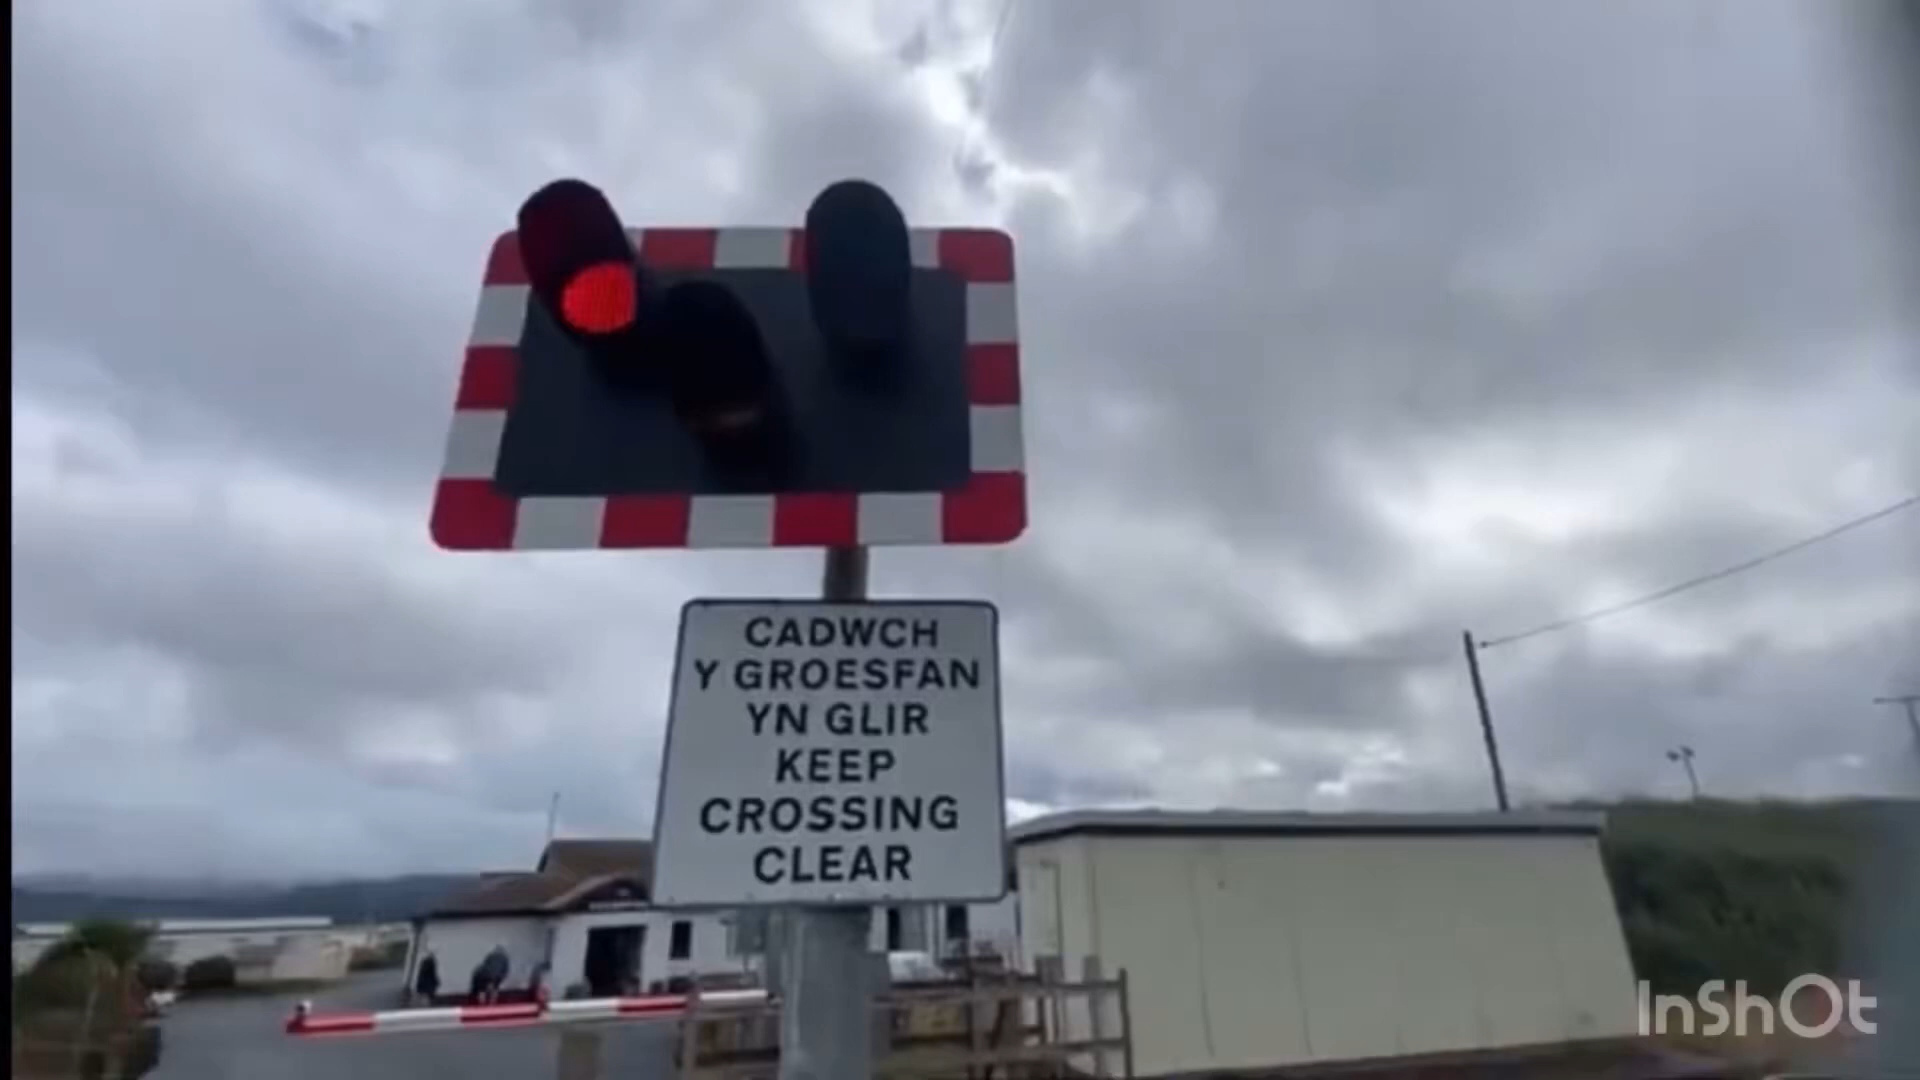 CADWCH
Y GROESFAN
YN GLIR
KEEP
CROSSING
CLEAR
InShOt